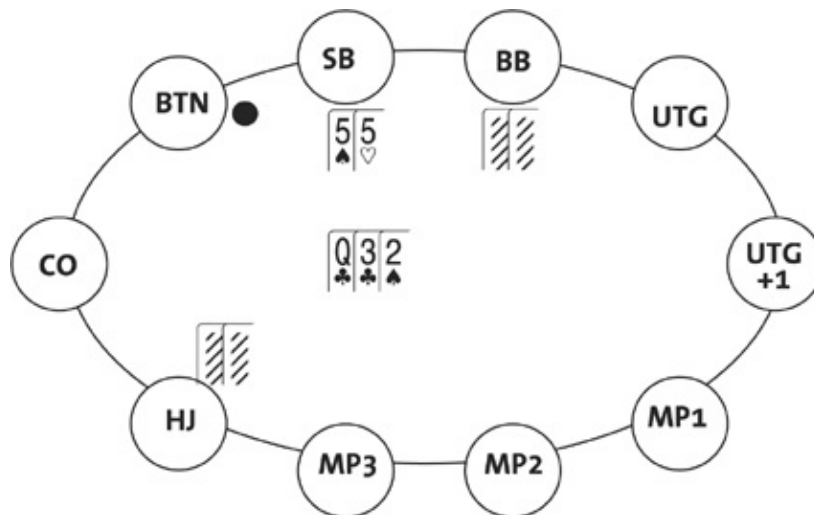 SB
BB
BTN
UTG
5♠ 5♡
CO
Q♣ 3♣ 2♠
UTG
+1
HJ
MP3
MP2
MP1